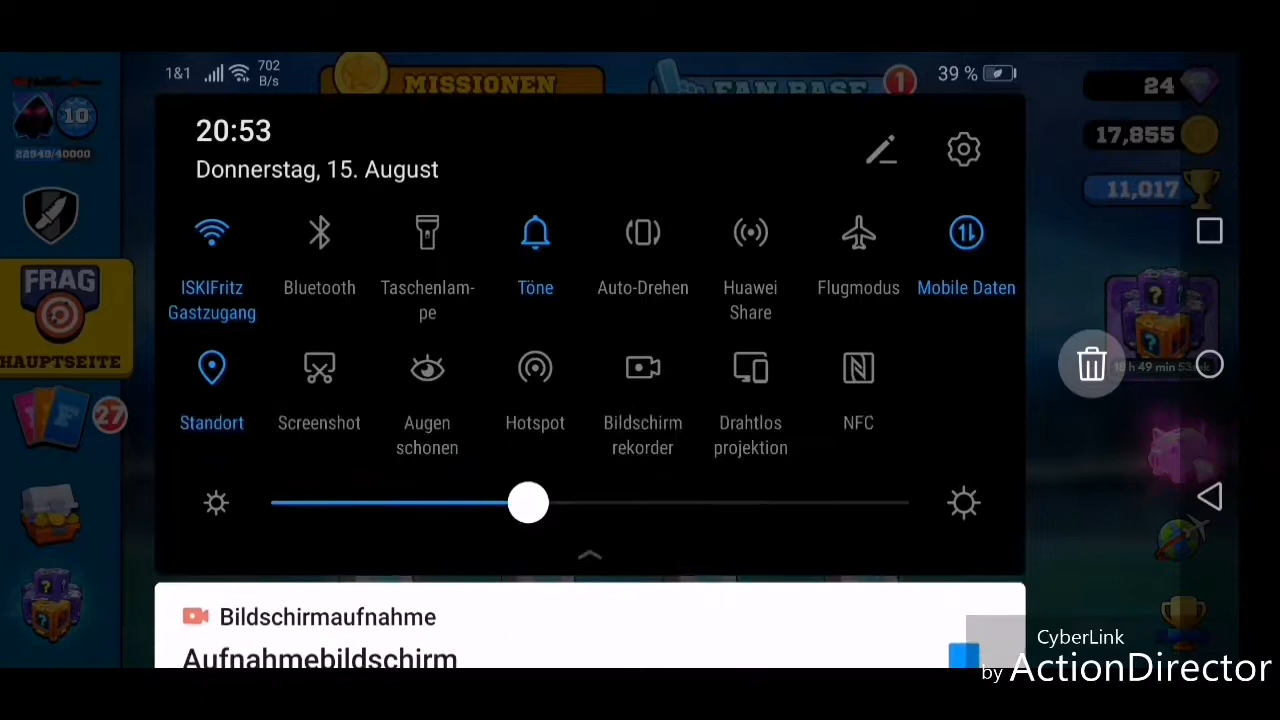 1&1
702
B/s
MISSIONEN
FAN BASE
1
39 %
24
20:53
10
17,855
Donnerstag, 15. August
22949/40000
11,017
ISKIFritz
Gastzugang
Bluetooth
Taschenlam-
pe
Töne
Auto-Drehen
Huawei
Share
Flugmodus
Mobile Daten
FRAG
HAUPTSEITE
27
Standort
Screenshot
Augen
schonen
Hotspot
Bildschirm
rekorder
Drahtlos
projektion
NFC
Bildschirmaufnahme
Aufnahmebildschirm
CyberLink
by ActionDirector